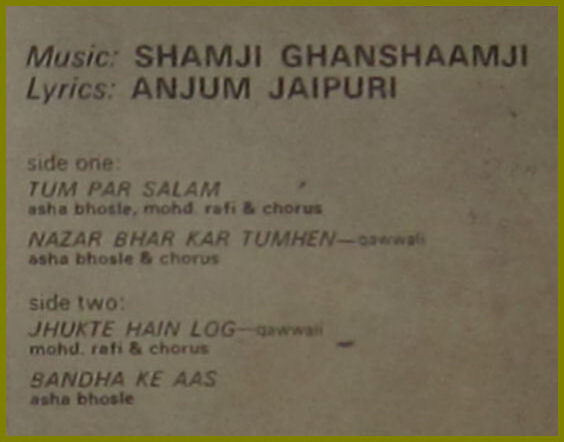 Music: SHAMJI GHANSHAAMJI
Lyrics: ANJUM JAIPURI
side one:
TUM PAR SALAM
asha bhosle, mohd. rafi & chorus
NAZAR BHAR KAR TUMHEN—qawwali
asha bhosle & chorus
side two:
JHUKTE HAIN LOG—qawwali
mohd. rafi & chorus
BANDHA KE AAS
asha bhosle